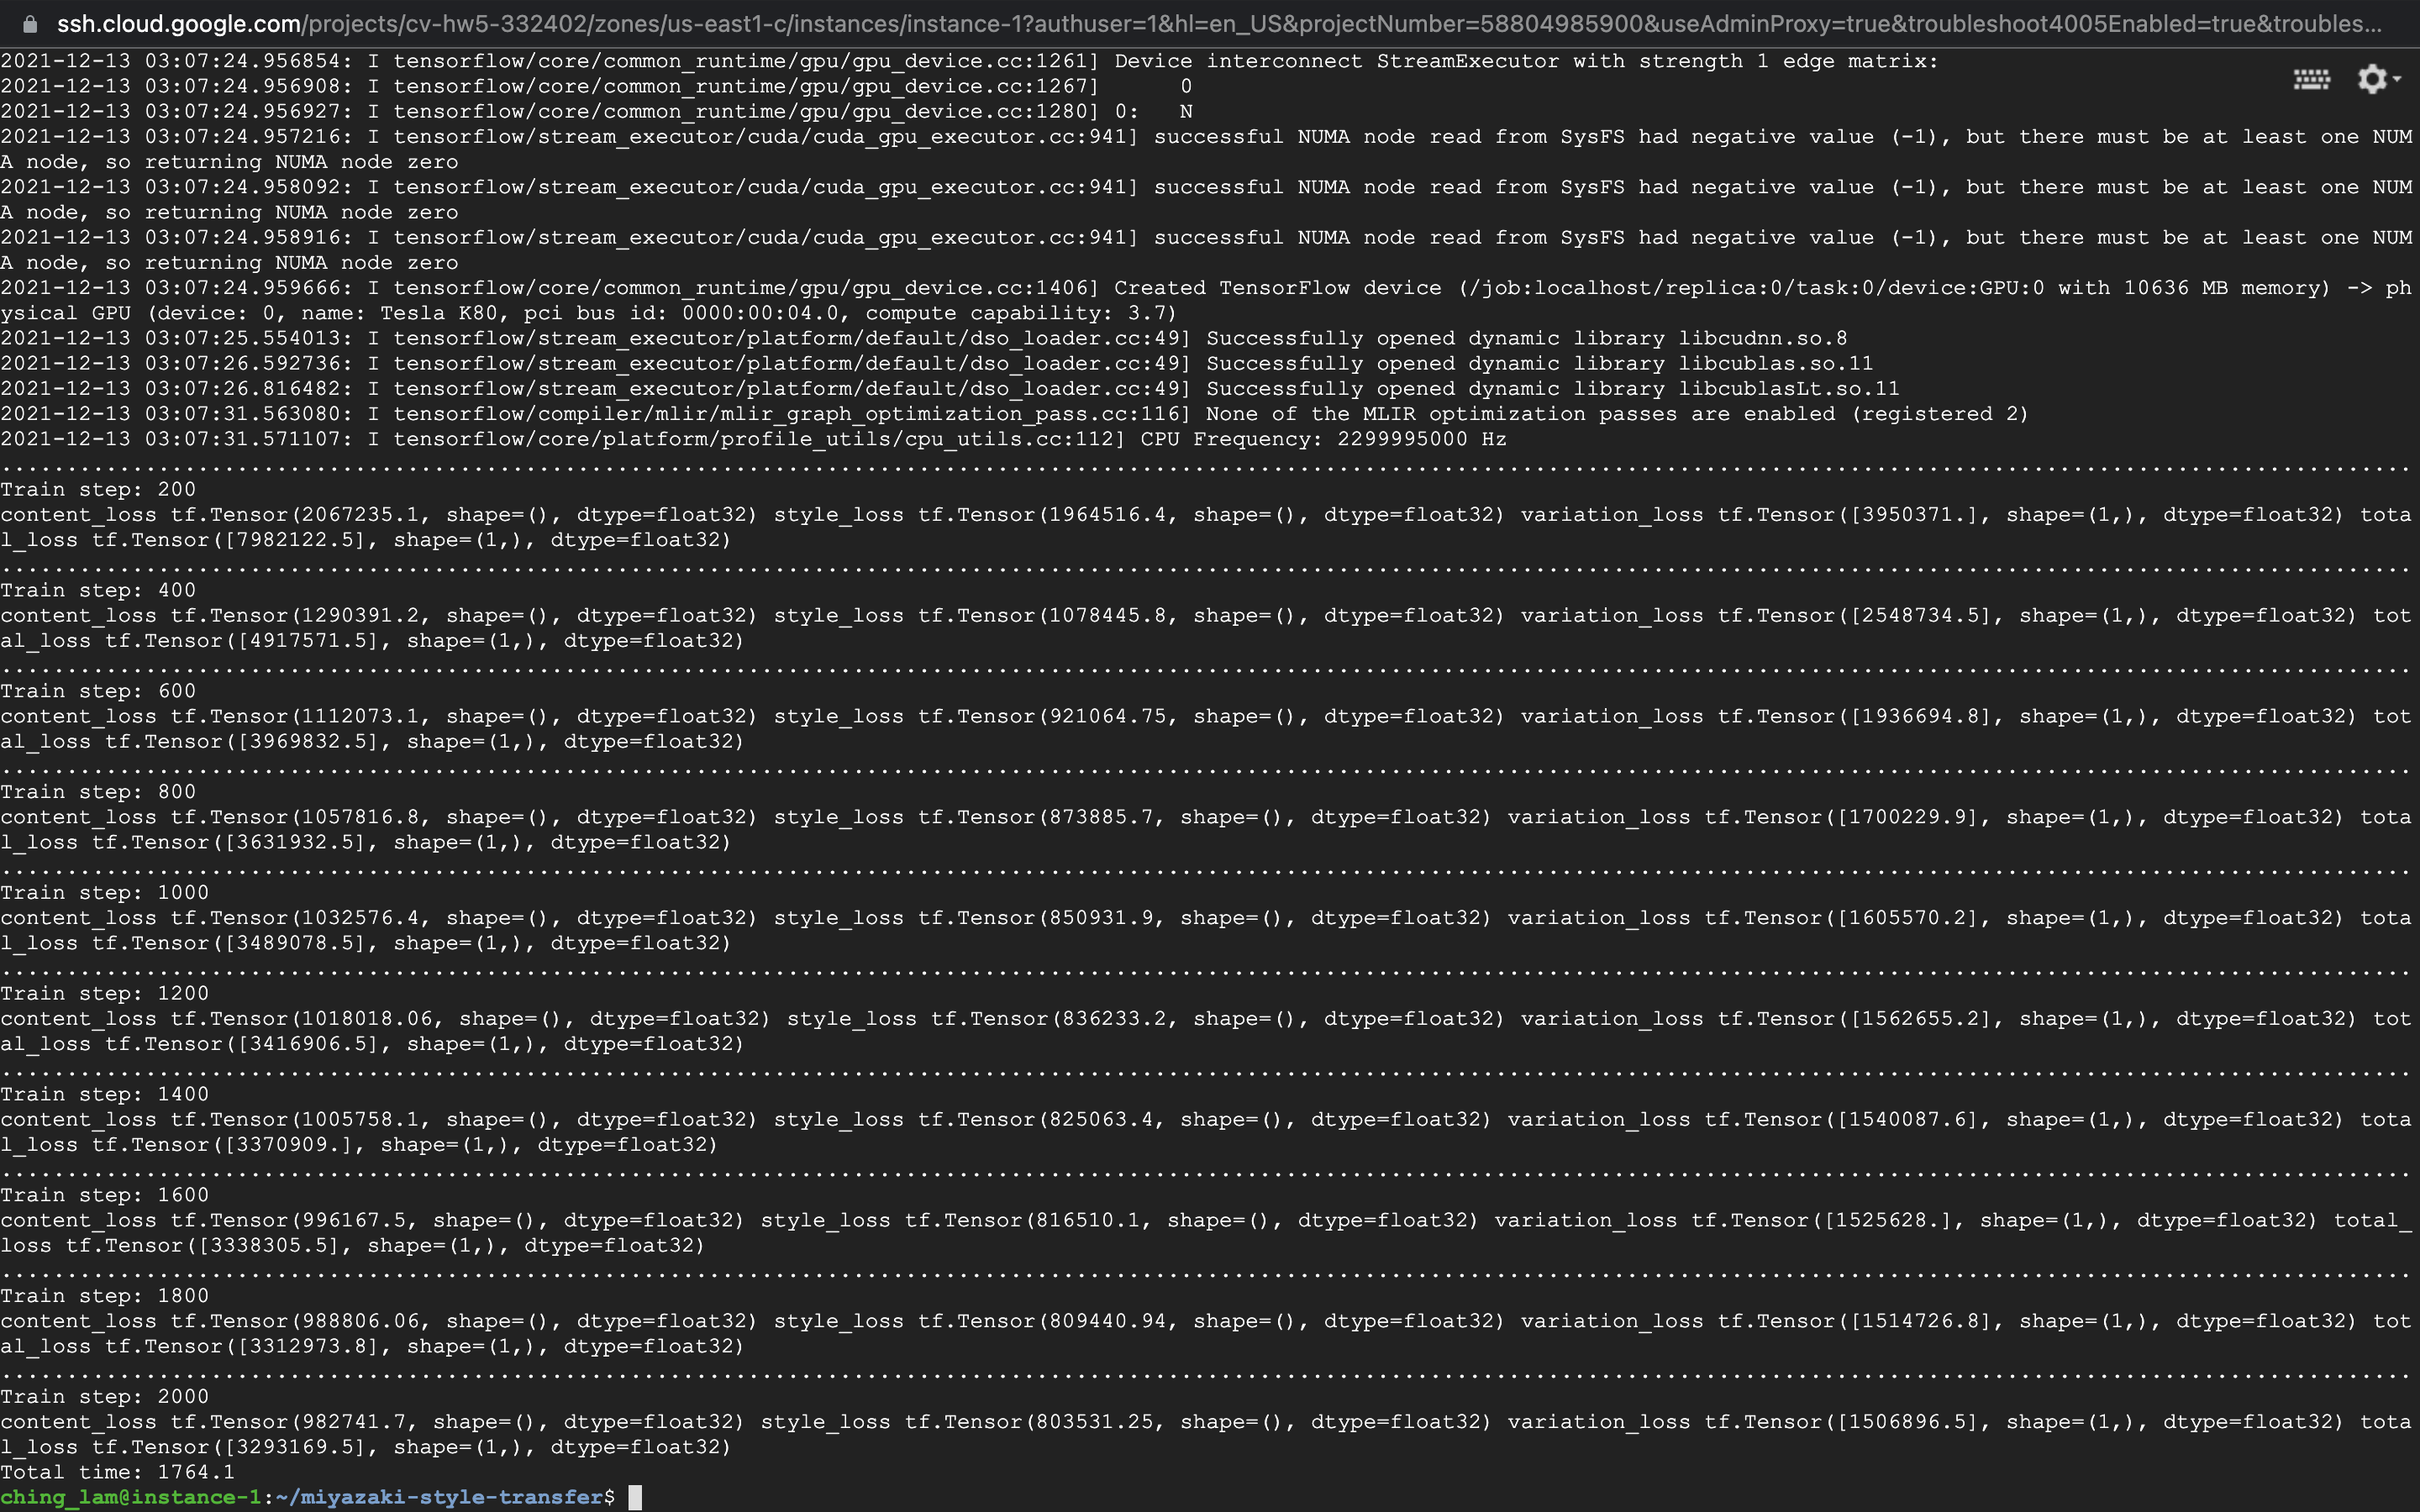 ssh.cloud.google.com/projects/cv-hw5-332402/zones/us-east1-c/instances/instance-1?authuser=1&hl=en_US&projectNumber=58804985900&useAdminProxy=true&troubleshoot4005Enabled=true&troubles...
2021-12-13 03:07:24.956854: I tensorflow/core/common_runtime/gpu/gpu_device.cc:1261] Device interconnect StreamExecutor with strength 1 edge matrix:
2021-12-13 03:07:24.956908: I tensorflow/core/common_runtime/gpu/gpu_device.cc:1267]      0
2021-12-13 03:07:24.956927: I tensorflow/core/common_runtime/gpu/gpu_device.cc:1280] 0:   N
2021-12-13 03:07:24.957216: I tensorflow/stream_executor/cuda/cuda_gpu_executor.cc:941] successful NUMA node read from SysFS had negative value (-1), but there must be at least one NUM
A node, so returning NUMA node zero
2021-12-13 03:07:24.958092: I tensorflow/stream_executor/cuda/cuda_gpu_executor.cc:941] successful NUMA node read from SysFS had negative value (-1), but there must be at least one NUM
A node, so returning NUMA node zero
2021-12-13 03:07:24.958916: I tensorflow/stream_executor/cuda/cuda_gpu_executor.cc:941] successful NUMA node read from SysFS had negative value (-1), but there must be at least one NUM
A node, so returning NUMA node zero
2021-12-13 03:07:24.959666: I tensorflow/core/common_runtime/gpu/gpu_device.cc:1406] Created TensorFlow device (/job:localhost/replica:0/task:0/device:GPU:0 with 10636 MB memory) -> ph
ysical GPU (device: 0, name: Tesla K80, pci bus id: 0000:00:04.0, compute capability: 3.7)
2021-12-13 03:07:25.554013: I tensorflow/stream_executor/platform/default/dso_loader.cc:49] Successfully opened dynamic library libcudnn.so.8
2021-12-13 03:07:26.592736: I tensorflow/stream_executor/platform/default/dso_loader.cc:49] Successfully opened dynamic library libcublas.so.11
2021-12-13 03:07:26.816482: I tensorflow/stream_executor/platform/default/dso_loader.cc:49] Successfully opened dynamic library libcublasLt.so.11
2021-12-13 03:07:31.563080: I tensorflow/compiler/mlir/mlir_graph_optimization_pass.cc:116] None of the MLIR optimization passes are enabled (registered 2)
2021-12-13 03:07:31.571107: I tensorflow/core/platform/profile_utils/cpu_utils.cc:112] CPU Frequency: 2299995000 Hz
........................................................................................................................................................................................
Train step: 200
content_loss tf.Tensor(2067235.1, shape=(), dtype=float32) style_loss tf.Tensor(1964516.4, shape=(), dtype=float32) variation_loss tf.Tensor([3950371.], shape=(1,), dtype=float32) tota
l_loss tf.Tensor([7982122.5], shape=(1,), dtype=float32)
........................................................................................................................................................................................
Train step: 400
content_loss tf.Tensor(1290391.2, shape=(), dtype=float32) style_loss tf.Tensor(1078445.8, shape=(), dtype=float32) variation_loss tf.Tensor([2548734.5], shape=(1,), dtype=float32) tot
al_loss tf.Tensor([4917571.5], shape=(1,), dtype=float32)
........................................................................................................................................................................................
Train step: 600
content_loss tf.Tensor(1112073.1, shape=(), dtype=float32) style_loss tf.Tensor(921064.75, shape=(), dtype=float32) variation_loss tf.Tensor([1936694.8], shape=(1,), dtype=float32) tot
al_loss tf.Tensor([3969832.5], shape=(1,), dtype=float32)
........................................................................................................................................................................................
Train step: 800
content_loss tf.Tensor(1057816.8, shape=(), dtype=float32) style_loss tf.Tensor(873885.7, shape=(), dtype=float32) variation_loss tf.Tensor([1700229.9], shape=(1,), dtype=float32) tota
l_loss tf.Tensor([3631932.5], shape=(1,), dtype=float32)
........................................................................................................................................................................................
Train step: 1000
content_loss tf.Tensor(1032576.4, shape=(), dtype=float32) style_loss tf.Tensor(850931.9, shape=(), dtype=float32) variation_loss tf.Tensor([1605570.2], shape=(1,), dtype=float32) tota
l_loss tf.Tensor([3489078.5], shape=(1,), dtype=float32)
........................................................................................................................................................................................
Train step: 1200
content_loss tf.Tensor(1018018.06, shape=(), dtype=float32) style_loss tf.Tensor(836233.2, shape=(), dtype=float32) variation_loss tf.Tensor([1562655.2], shape=(1,), dtype=float32) tot
al_loss tf.Tensor([3416906.5], shape=(1,), dtype=float32)
........................................................................................................................................................................................
Train step: 1400
content_loss tf.Tensor(1005758.1, shape=(), dtype=float32) style_loss tf.Tensor(825063.4, shape=(), dtype=float32) variation_loss tf.Tensor([1540087.6], shape=(1,), dtype=float32) tota
l_loss tf.Tensor([3370909.], shape=(1,), dtype=float32)
........................................................................................................................................................................................
Train step: 1600
content_loss tf.Tensor(996167.5, shape=(), dtype=float32) style_loss tf.Tensor(816510.1, shape=(), dtype=float32) variation_loss tf.Tensor([1525628.], shape=(1,), dtype=float32) total_
loss tf.Tensor([3338305.5], shape=(1,), dtype=float32)
........................................................................................................................................................................................
Train step: 1800
content_loss tf.Tensor(988806.06, shape=(), dtype=float32) style_loss tf.Tensor(809440.94, shape=(), dtype=float32) variation_loss tf.Tensor([1514726.8], shape=(1,), dtype=float32) tot
al_loss tf.Tensor([3312973.8], shape=(1,), dtype=float32)
........................................................................................................................................................................................
Train step: 2000
content_loss tf.Tensor(982741.7, shape=(), dtype=float32) style_loss tf.Tensor(803531.25, shape=(), dtype=float32) variation_loss tf.Tensor([1506896.5], shape=(1,), dtype=float32) tota
l_loss tf.Tensor([3293169.5], shape=(1,), dtype=float32)
Total time: 1764.1
ching_lam@instance-1:~/miyazaki-style-transfer$